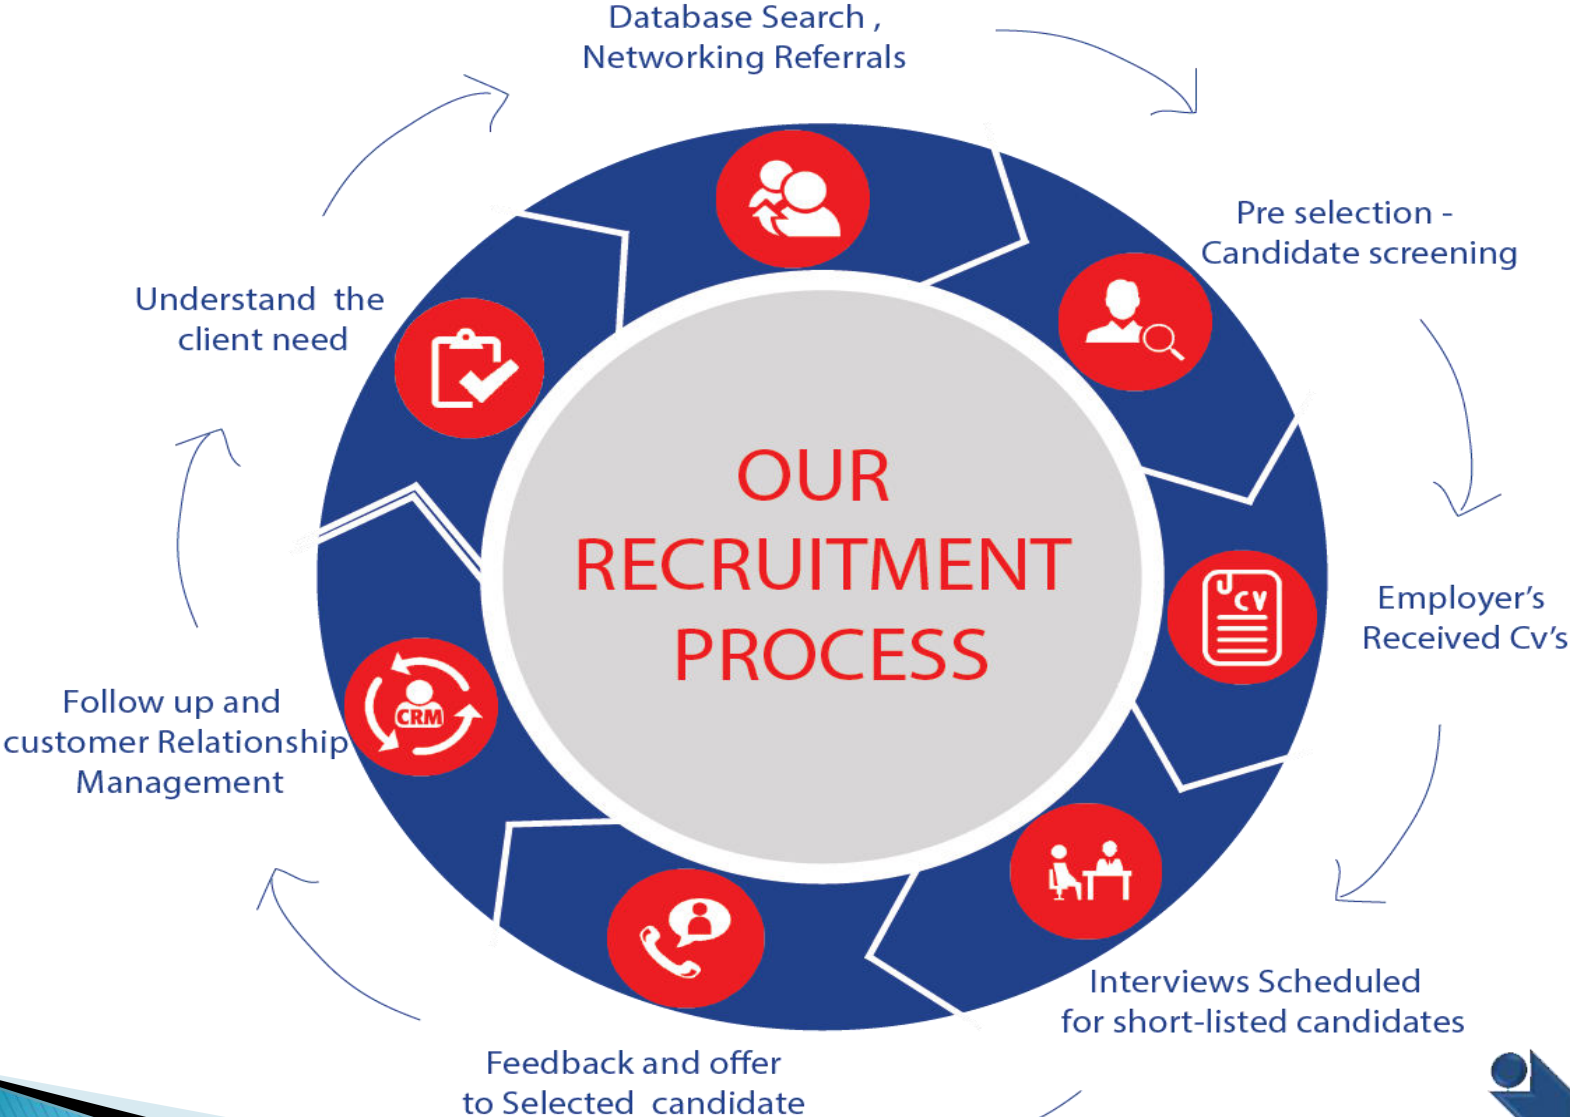 Database Search ,
Networking Referrals
Pre selection -
Candidate screening
Understand the
client need
OUR
RECRUITMENT
PROCESS
CV
Employer’s
Received Cv’s
Follow up and
customer Relationship
Management
CRM
Interviews Scheduled
for short-listed candidates
Feedback and offer
to Selected candidate